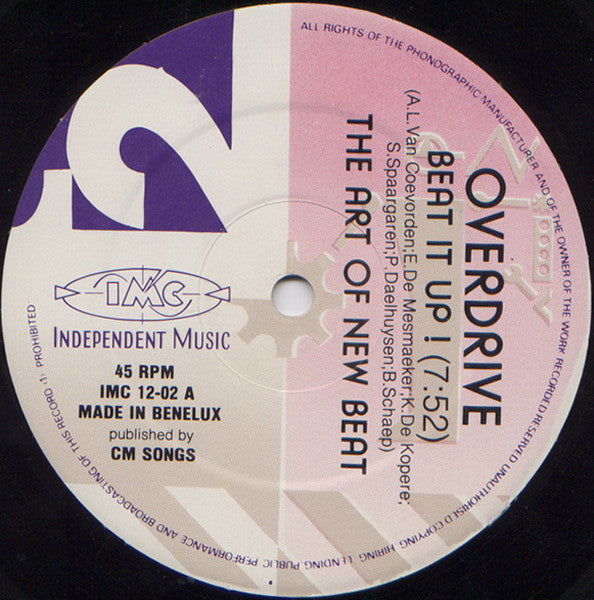 ALL RIGHTS OF THE PHONOGRAPHIC MANUFACTURER AND OF THE OWNER OF THE WORK RECORDED RESERVED UNAUTHORISED COPYING, HIRING, LENDING, PUBLIC PERFORMANCE AND BROADCASTING OF THIS RECORD PROHIBITED
OVERDRIVE
BEAT IT UP! (7:52)
(A.L.Van Coevorden;E.De Mesmaeker;K.De Kopere;
S.Spaargaren;P.Daelhuysen;B.Schaep)
THE ART OF NEW BEAT
IMC
INDEPENDENT MUSIC
45 RPM
IMC 12-02 A
MADE IN BENELUX
published by
CM SONGS